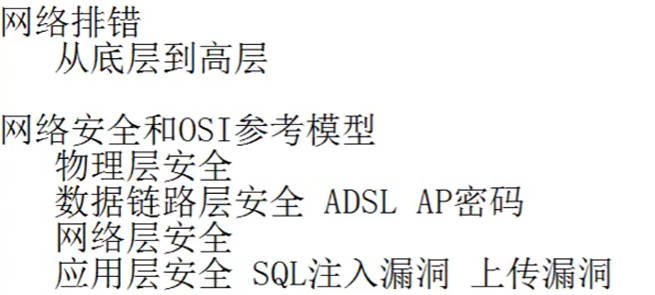 网络排错
从底层到高层
网络安全和OSI参考模型
物理层安全
数据链路层安全 ADSL AP密码
网络层安全
应用层安全 SQL注入漏洞 上传漏洞